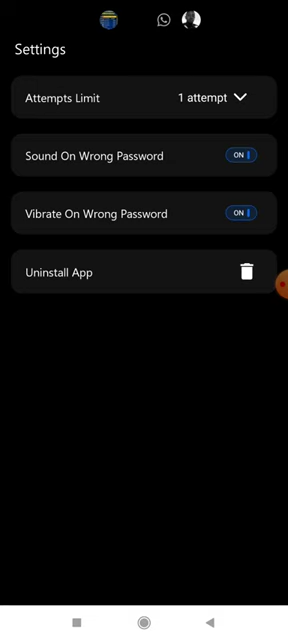 Settings
Attempts Limit 1 attempt
Sound On Wrong Password ON
Vibrate On Wrong Password ON
Uninstall App